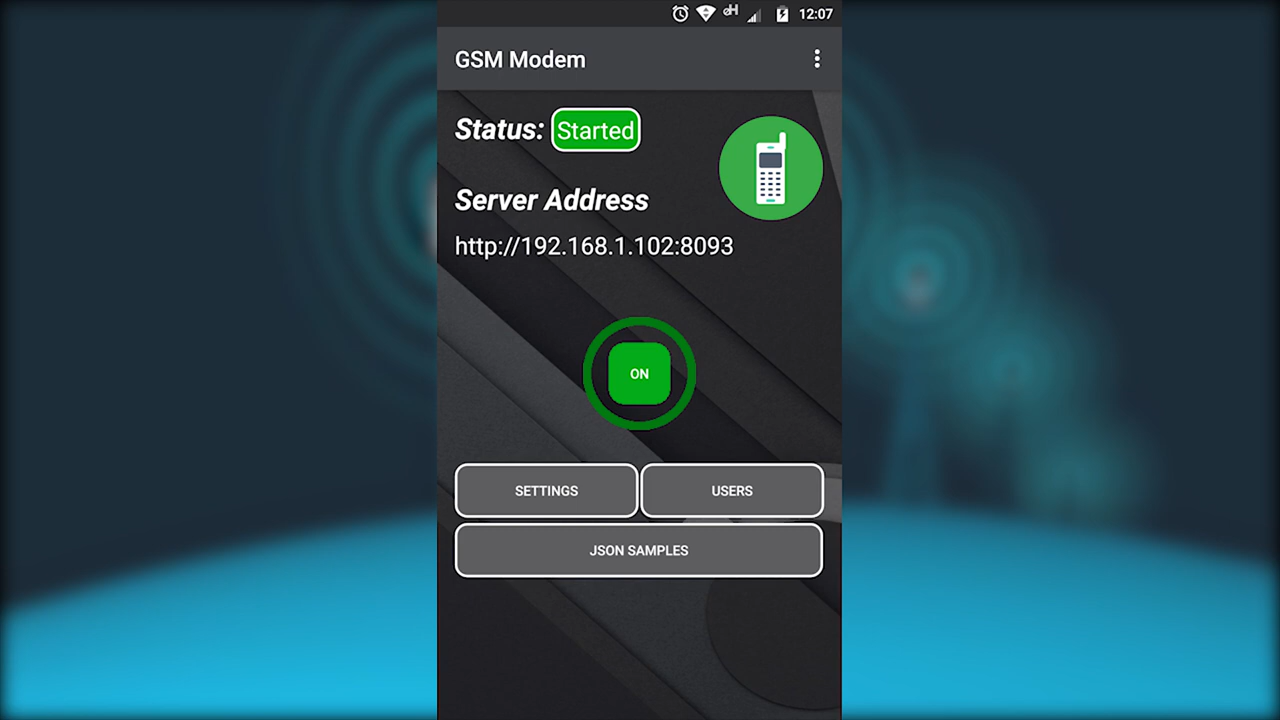 12:07
GSM Modem
Status: Started
Server Address
http://192.168.1.102:8093
ON
SETTINGS USERS
JSON SAMPLES